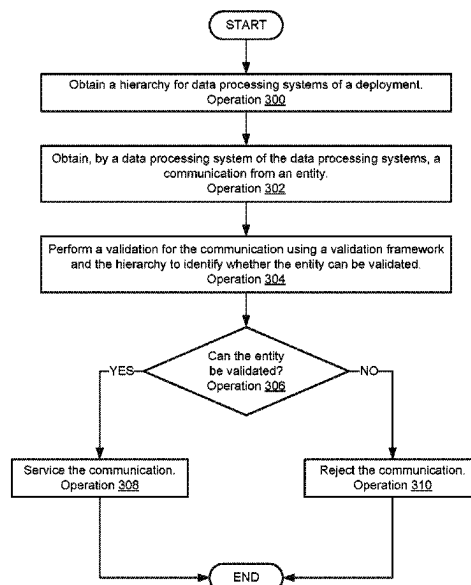 START
Obtain a hierarchy for data processing systems of a deployment.
Operation 300
Obtain, by a data processing system of the data processing systems, a
communication from an entity.
Operation 302
Perform a validation for the communication using a validation framework
and the hierarchy to identify whether the entity can be validated.
Operation 304
Can the entity
be validated?
Operation 306
YES
NO
Service the communication.
Operation 308
Reject the communication.
Operation 310
END